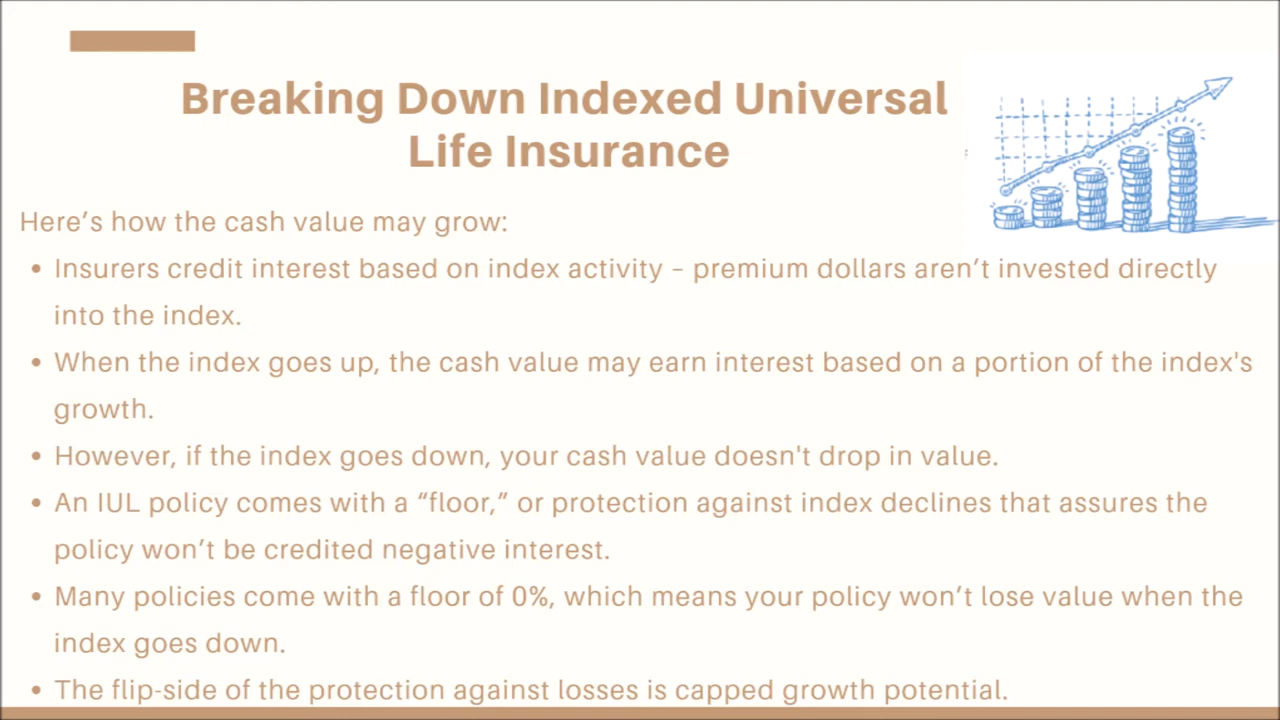 Breaking Down Indexed Universal
Life Insurance
Here’s how the cash value may grow:
• Insurers credit interest based on index activity – premium dollars aren’t invested directly
into the index.
• When the index goes up, the cash value may earn interest based on a portion of the index's
growth.
• However, if the index goes down, your cash value doesn't drop in value.
• An IUL policy comes with a “floor,” or protection against index declines that assures the
policy won’t be credited negative interest.
• Many policies come with a floor of 0%, which means your policy won’t lose value when the
index goes down.
• The flip-side of the protection against losses is capped growth potential.